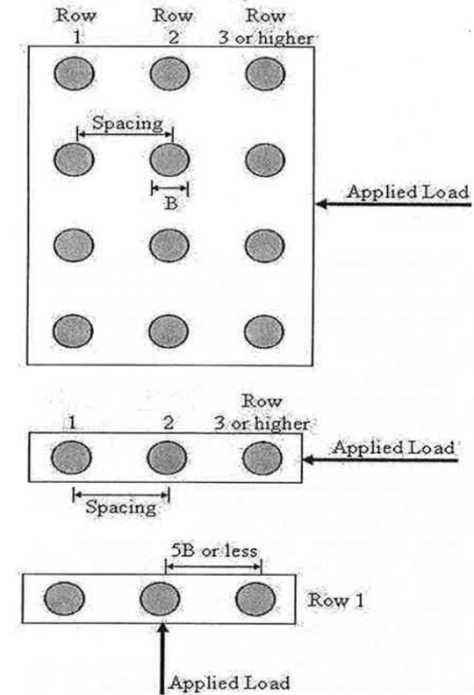 Row Row Row
1 2 3 or higher
Spacing
B
Applied Load
Row
1 2 3 or higher
Applied Load
Spacing
5B or less
Row 1
Applied Load